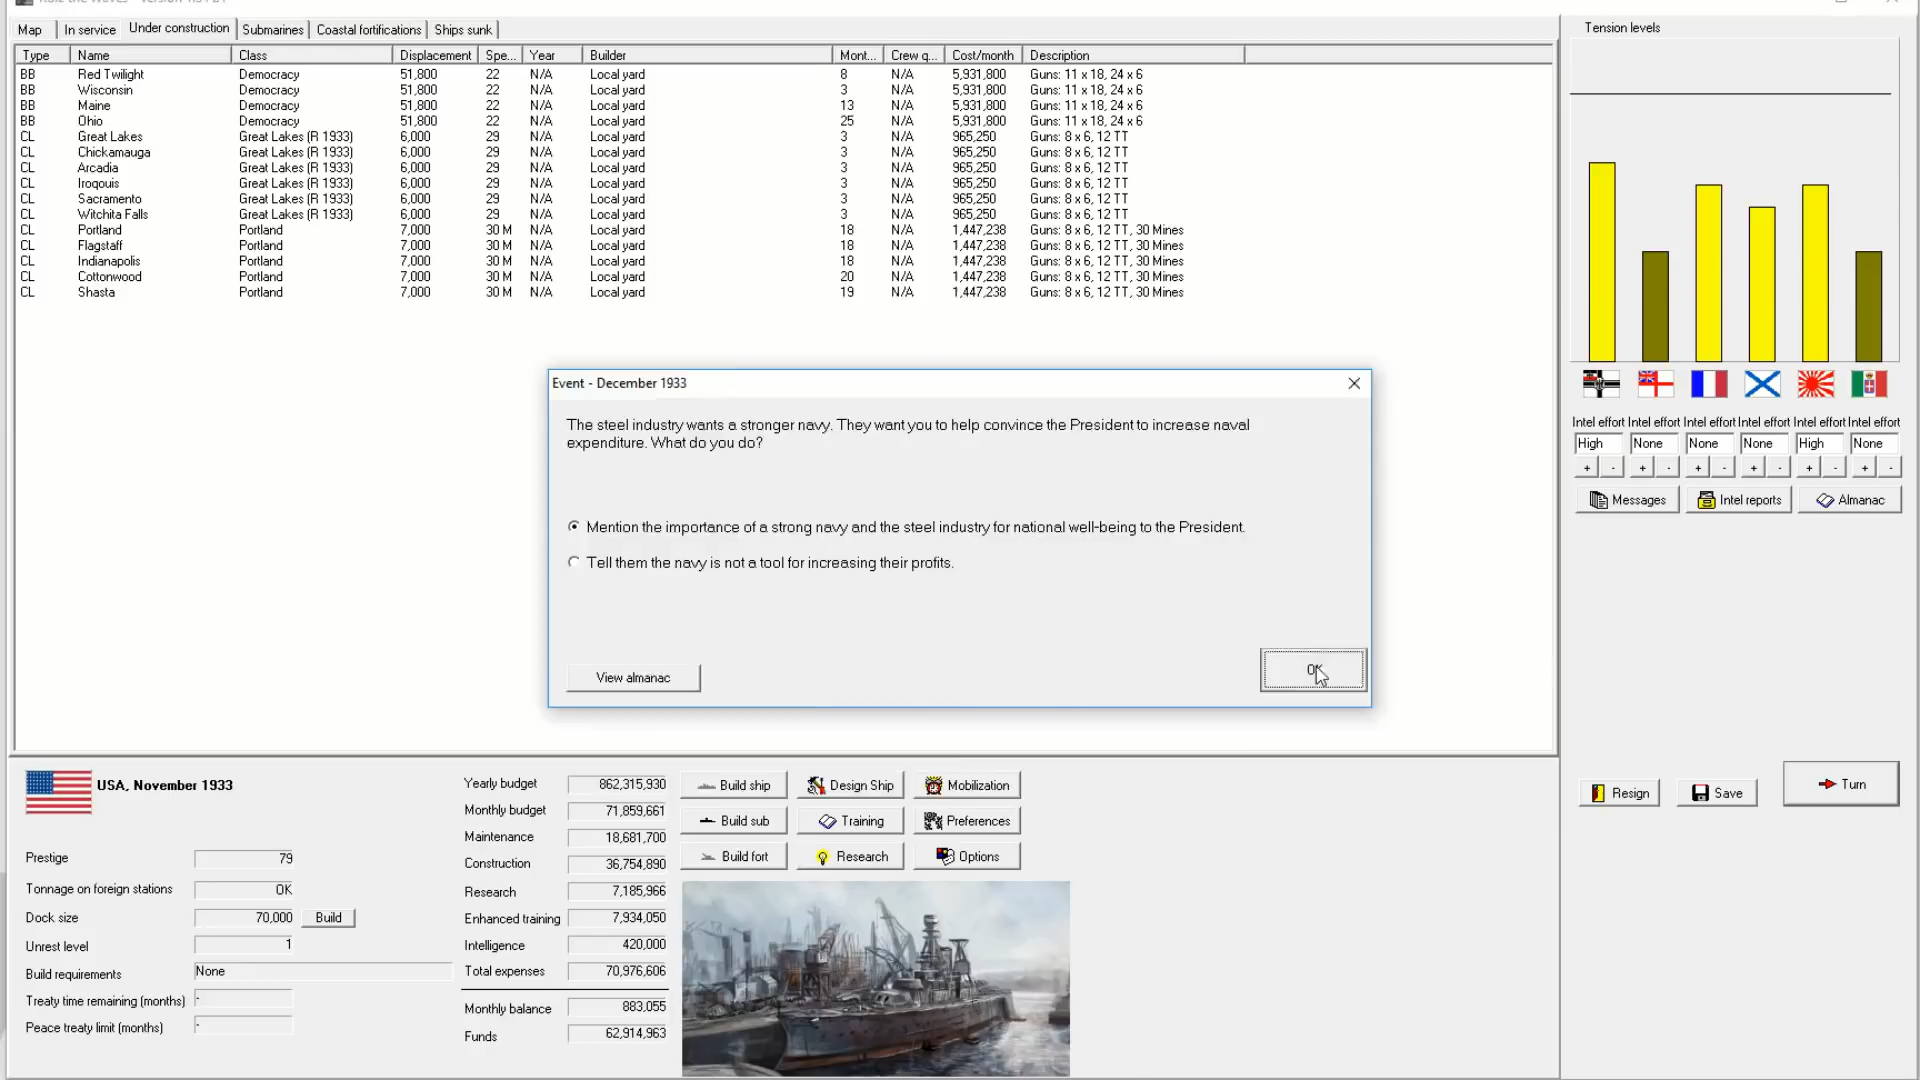 Map In service Under construction Submarines Coastal fortifications Ships sunk
Type Name Class Displacement Spe... Year Builder Mont... Crew q... Cost/month Description
BB Red Twilight Democracy 51,800 22 N/A Local yard 8 N/A 5,931,800 Guns: 11 x 18, 24 x 6
BB Wisconsin Democracy 51,800 22 N/A Local yard 3 N/A 5,931,800 Guns: 11 x 18, 24 x 6
BB Maine Democracy 51,800 22 N/A Local yard 13 N/A 5,931,800 Guns: 11 x 18, 24 x 6
BB Ohio Democracy 51,800 22 N/A Local yard 25 N/A 5,931,800 Guns: 11 x 18, 24 x 6
CL Great Lakes Great Lakes (R 1933) 6,000 29 N/A Local yard 3 N/A 965,250 Guns: 8 x 6, 12 TT
CL Chickamauga Great Lakes (R 1933) 6,000 29 N/A Local yard 3 N/A 965,250 Guns: 8 x 6, 12 TT
CL Arcadia Great Lakes (R 1933) 6,000 29 N/A Local yard 3 N/A 965,250 Guns: 8 x 6, 12 TT
CL Iroqouis Great Lakes (R 1933) 6,000 29 N/A Local yard 3 N/A 965,250 Guns: 8 x 6, 12 TT
CL Sacramento Great Lakes (R 1933) 6,000 29 N/A Local yard 3 N/A 965,250 Guns: 8 x 6, 12 TT
CL Witchita Falls Great Lakes (R 1933) 6,000 29 N/A Local yard 3 N/A 965,250 Guns: 8 x 6, 12 TT
CL Portland Portland 7,000 30 M N/A Local yard 18 N/A 1,447,238 Guns: 8 x 6, 12 TT, 30 Mines
CL Flagstaff Portland 7,000 30 M N/A Local yard 18 N/A 1,447,238 Guns: 8 x 6, 12 TT, 30 Mines
CL Indianapolis Portland 7,000 30 M N/A Local yard 18 N/A 1,447,238 Guns: 8 x 6, 12 TT, 30 Mines
CL Cottonwood Portland 7,000 30 M N/A Local yard 20 N/A 1,447,238 Guns: 8 x 6, 12 TT, 30 Mines
CL Shasta Portland 7,000 30 M N/A Local yard 19 N/A 1,447,238 Guns: 8 x 6, 12 TT, 30 Mines
Event - December 1933
The steel industry wants a stronger navy. They want you to help convince the President to increase naval
expenditure. What do you do?
Mention the importance of a strong navy and the steel industry for national well-being to the President.
Tell them the navy is not a tool for increasing their profits.
View almanac
OK
Tension levels
Intel effort Intel effort Intel effort Intel effort Intel effort Intel effort
High None None None High None
+ - + - + - + - + - + -
Messages Intel reports Almanac
Resign Save Turn
USA, November 1933
Prestige 79
Tonnage on foreign stations OK
Dock size 70,000 Build
Unrest level 1
Build requirements None
Treaty time remaining (months) -
Peace treaty limit (months) -
Yearly budget 862,315,930
Monthly budget 71,859,661
Maintenance 18,681,700
Construction 36,754,890
Research 7,185,966
Enhanced training 7,934,050
Intelligence 420,000
Total expenses 70,976,606
Monthly balance 883,055
Funds 62,914,963
Build ship Design Ship Mobilization
Build sub Training Preferences
Build fort Research Options